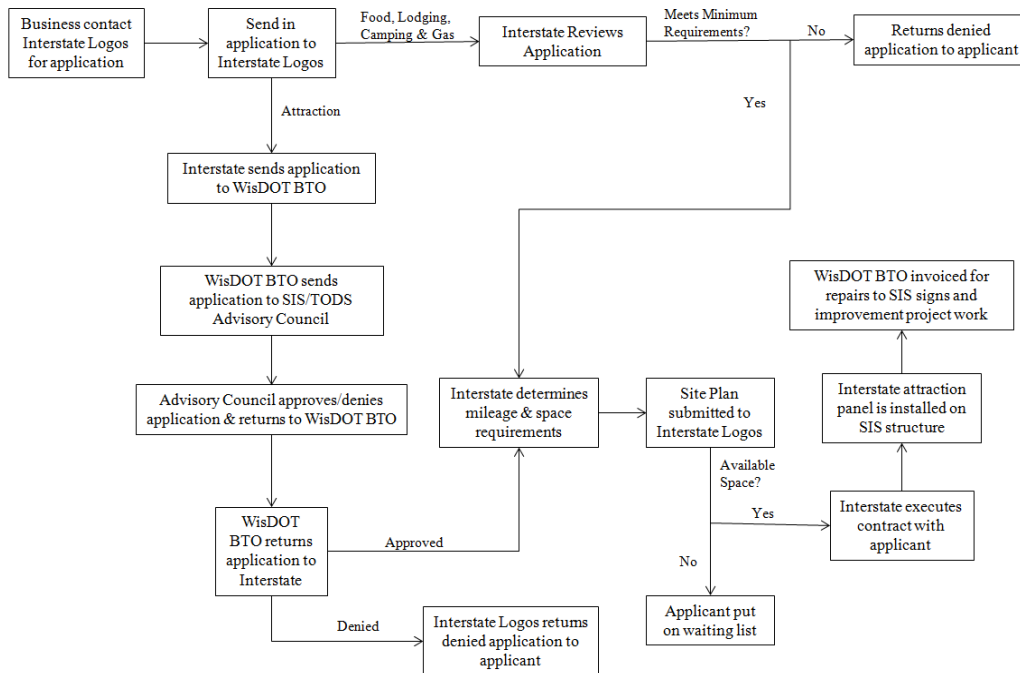 Business contact
Interstate Logos
for application
Send in
application to
Interstate Logos
Food, Lodging,
Camping & Gas
Interstate Reviews
Application
Meets Minimum
Requirements?
No
Returns denied
application to applicant
Yes
Attraction
Interstate sends application
to WisDOT BTO
WisDOT BTO sends
application to SIS/TODS
Advisory Council
Advisory Council approves/denies
application & returns to WisDOT BTO
WisDOT
BTO returns
application to
Interstate
Approved
Denied
Interstate Logos returns
denied application to
applicant
Interstate determines
mileage & space
requirements
Site Plan
submitted to
Interstate Logos
Available
Space?
Yes
No
Applicant put
on waiting list
Interstate executes
contract with
applicant
Interstate attraction
panel is installed on
SIS structure
WisDOT BTO invoiced for
repairs to SIS signs and
improvement project work